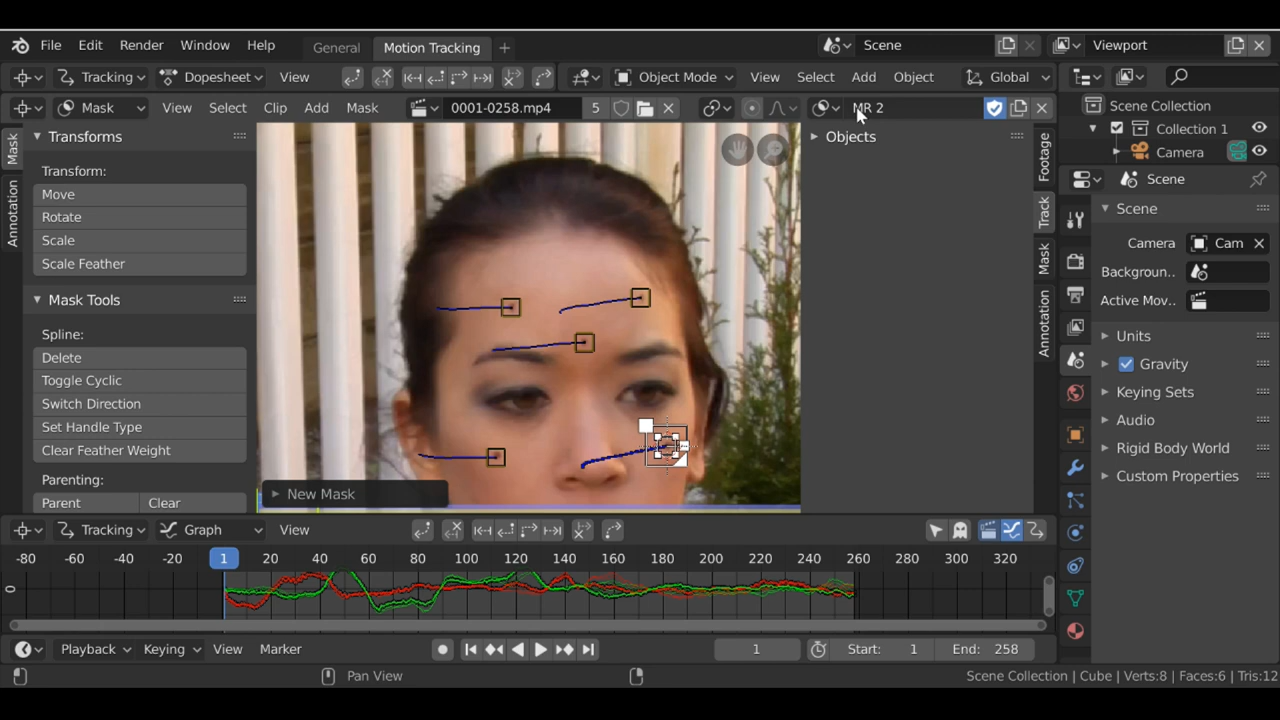 File Edit Render Window Help General Motion Tracking + Scene Viewport
Tracking Dopesheet View Object Mode View Select Add Object Global
Mask View Select Clip Add Mask 0001-0258.mp4 5 MR 2
Scene Collection
Collection 1
Camera
Mask
Annotation
Transforms
Transform:
Move
Rotate
Scale
Scale Feather
Mask Tools
Spline:
Delete
Toggle Cyclic
Switch Direction
Set Handle Type
Clear Feather Weight
Parenting:
Parent Clear
New Mask
Objects
Footage
Track
Mask
Annotation
Scene
Scene
Camera Cam
Backgroun..
Active Mov..
Units
Gravity
Keying Sets
Audio
Rigid Body World
Custom Properties
Tracking Graph View
-80 -60 -40 -20 1 20 40 60 80 100 120 140 160 180 200 220 240 260 280 300 320
0
Playback Keying View Marker 1 Start: 1 End: 258
Pan View Scene Collection | Cube | Verts:8 | Faces:6 | Tris:12